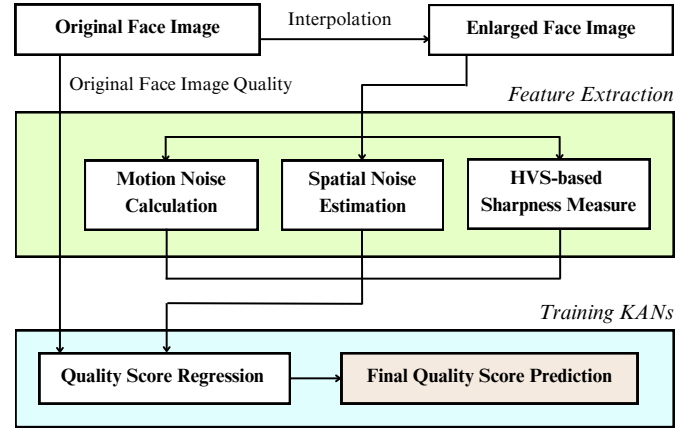 Original Face Image
Interpolation
Enlarged Face Image
Original Face Image Quality
Feature Extraction
Motion Noise
Calculation
Spatial Noise
Estimation
HVS-based
Sharpness Measure
Training KANs
Quality Score Regression
Final Quality Score Prediction